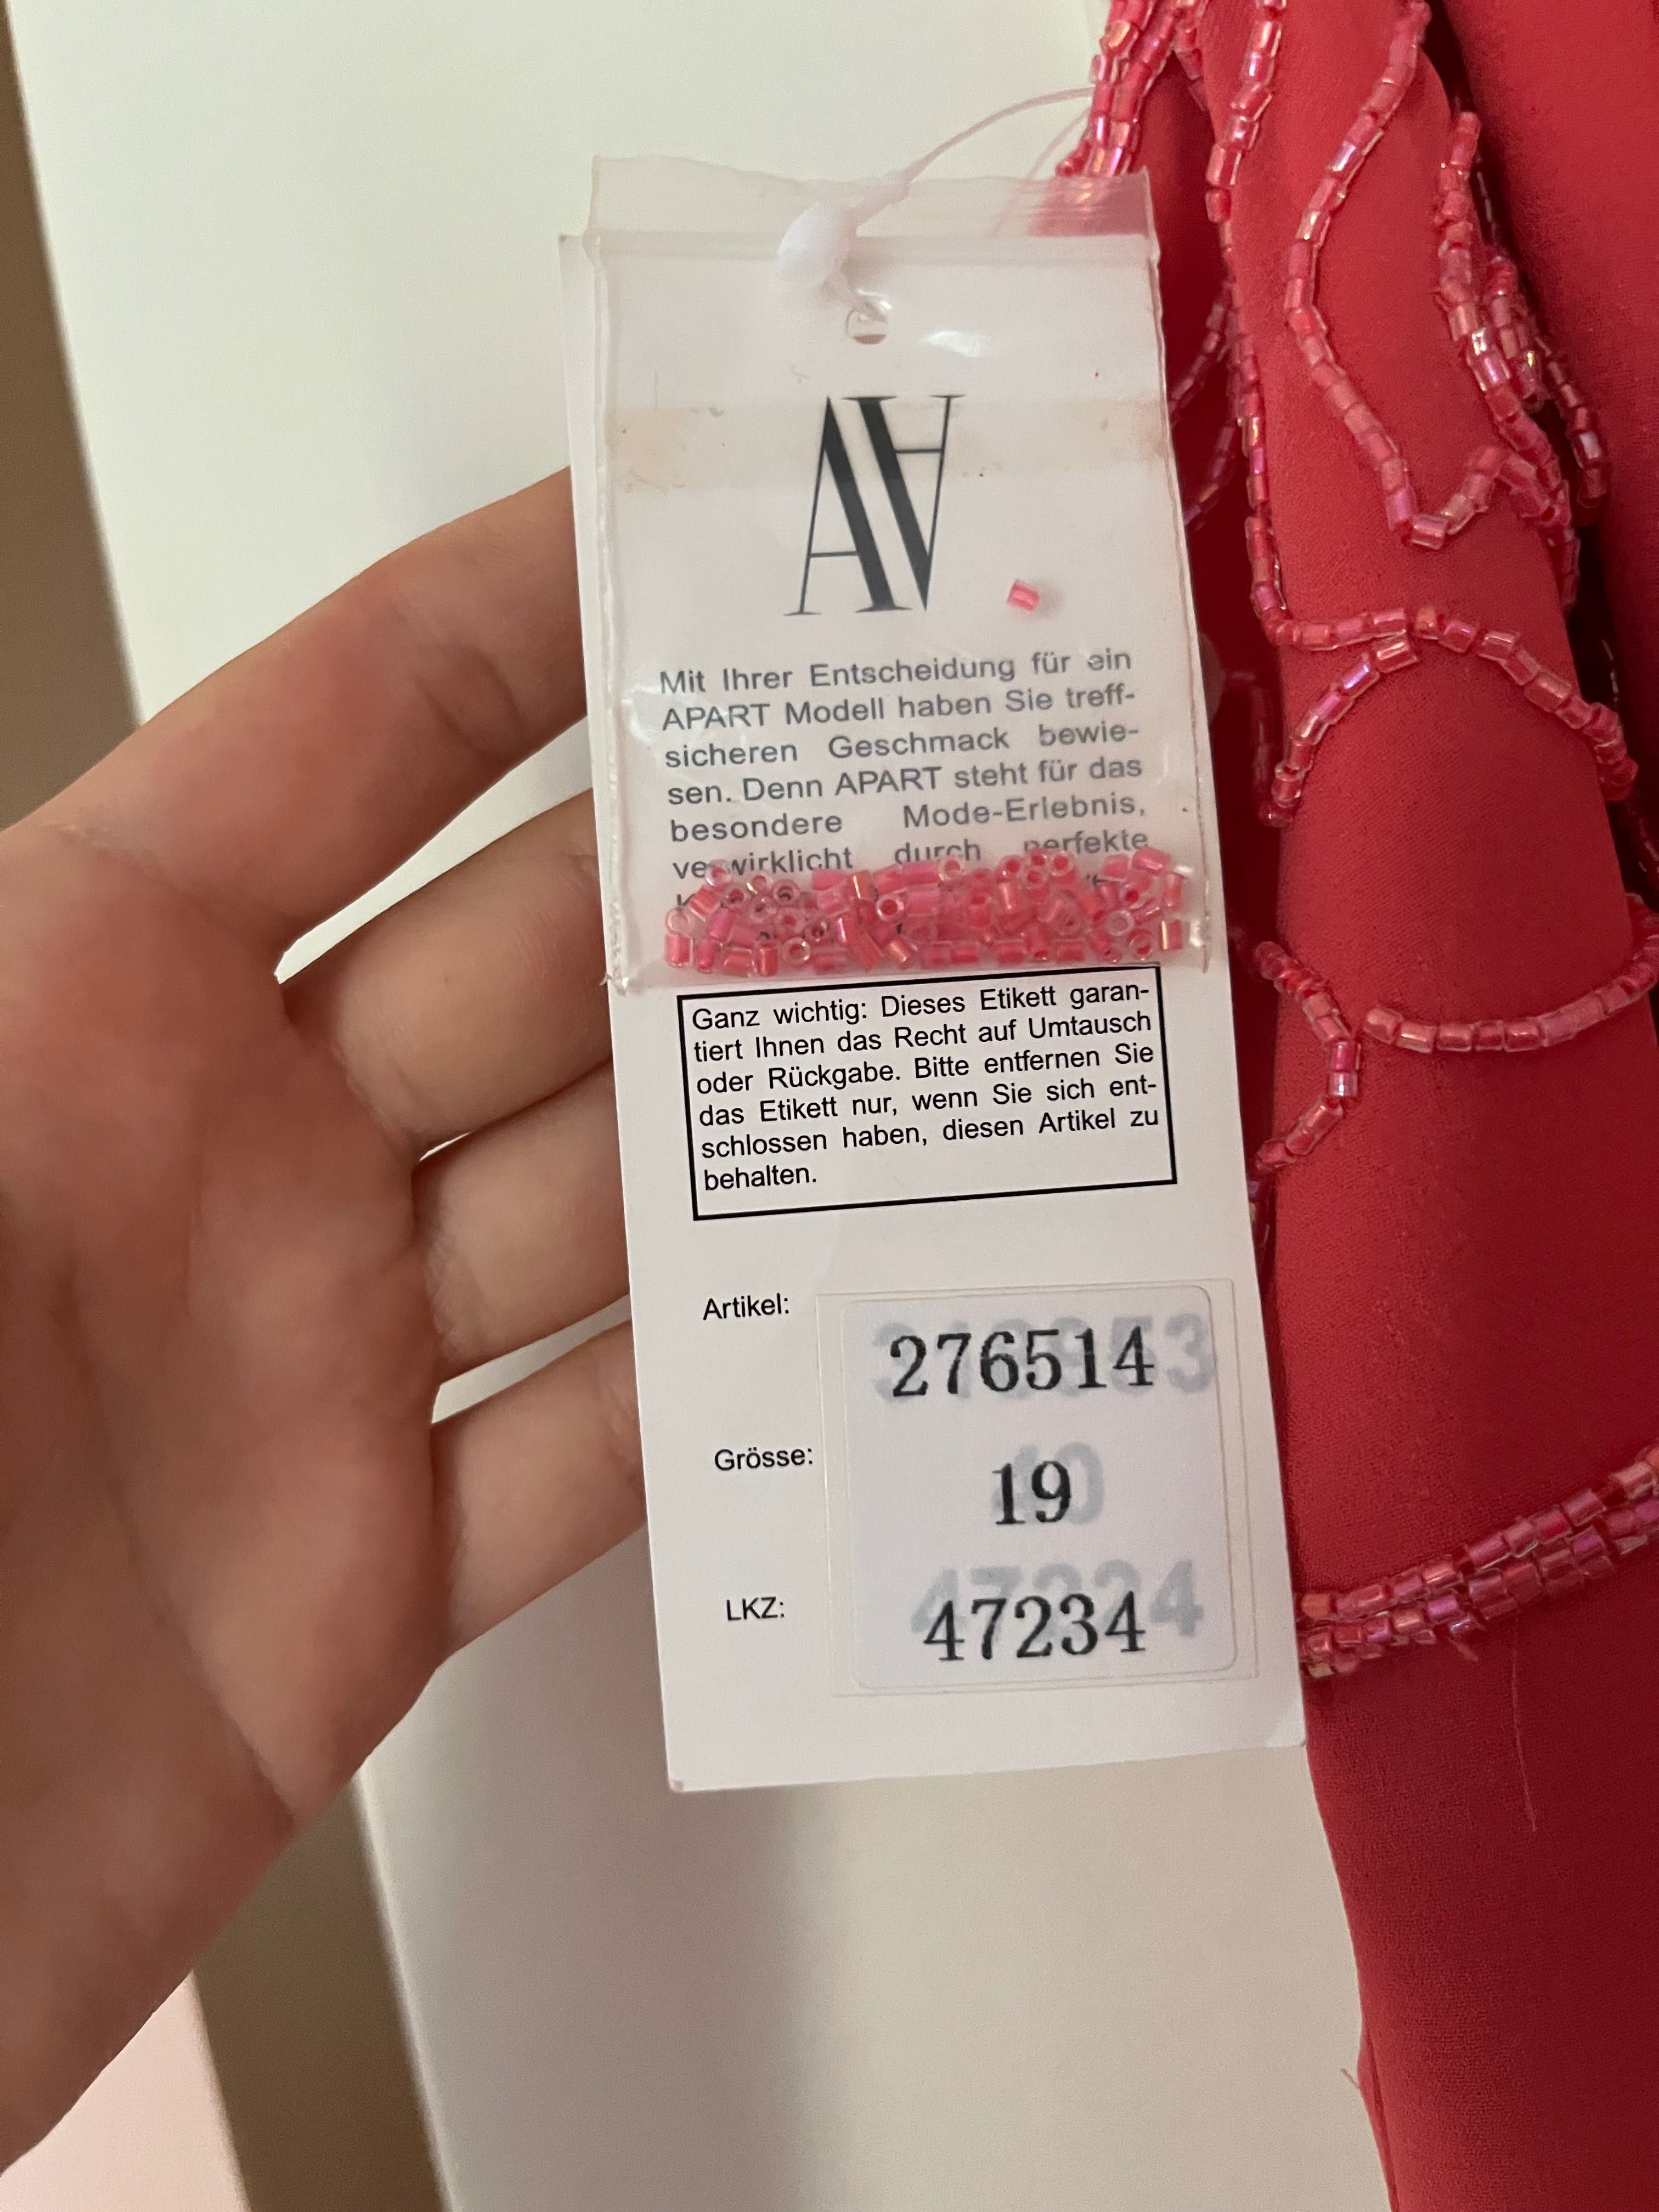 Mit Ihrer Entscheidung für ein
APART Modell haben Sie treff-
sicheren Geschmack bewie-
sen. Denn APART steht für das
besondere Mode-Erlebnis,
verwirklicht durch perfekte
Ganz wichtig: Dieses Etikett garan-
tiert Ihnen das Recht auf Umtausch
oder Rückgabe. Bitte entfernen Sie
das Etikett nur, wenn Sie sich ent-
schlossen haben, diesen Artikel zu
behalten.
Artikel: 276514
Grösse: 19
LKZ: 47234